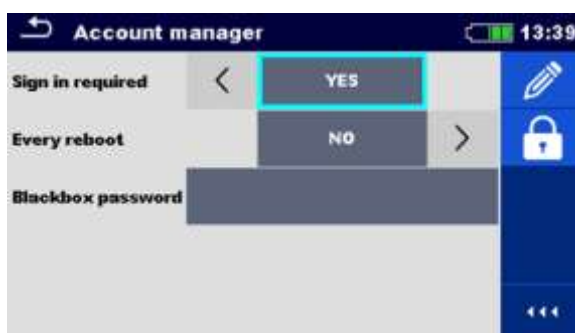 Account manager 13:39
Sign in required YES
Every reboot NO
Blackbox password